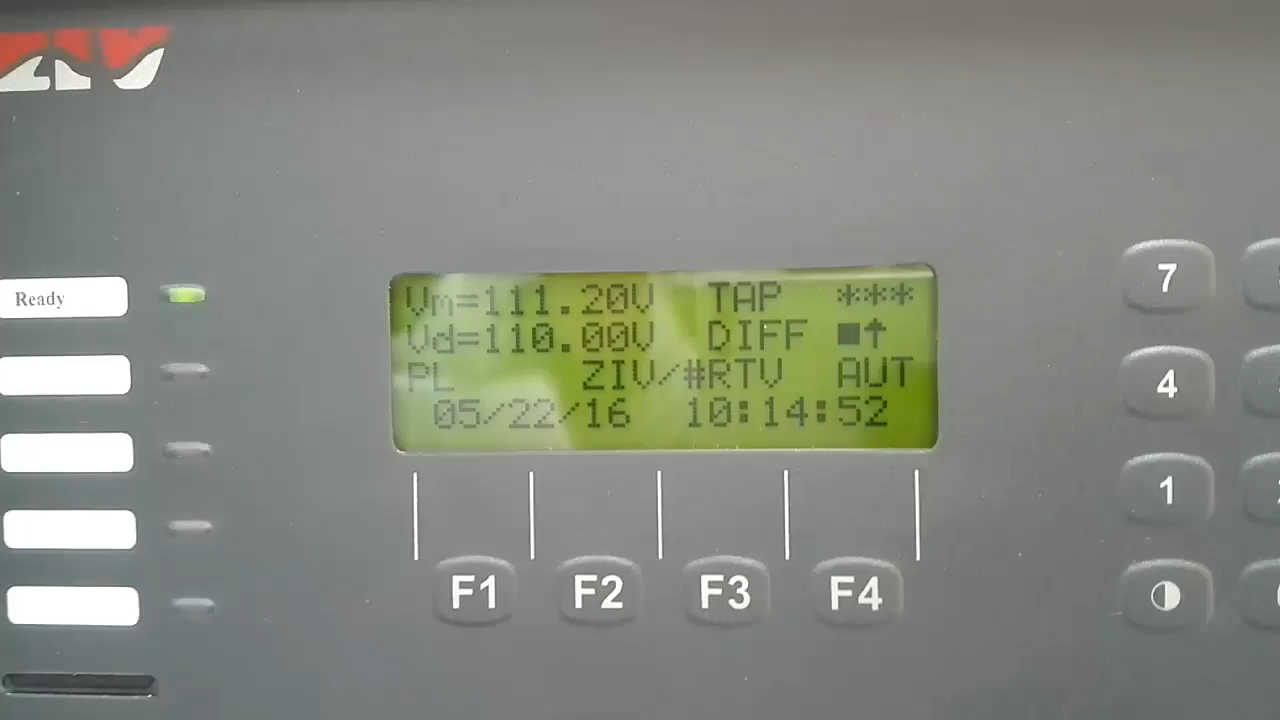 ZIV
Ready
Vm=111.20V TAP ***
Vd=110.00V DIFF ■↑
PL ZIV/#RTV AUT
05/22/16 10:14:52
F1 F2 F3 F4
7
4
1